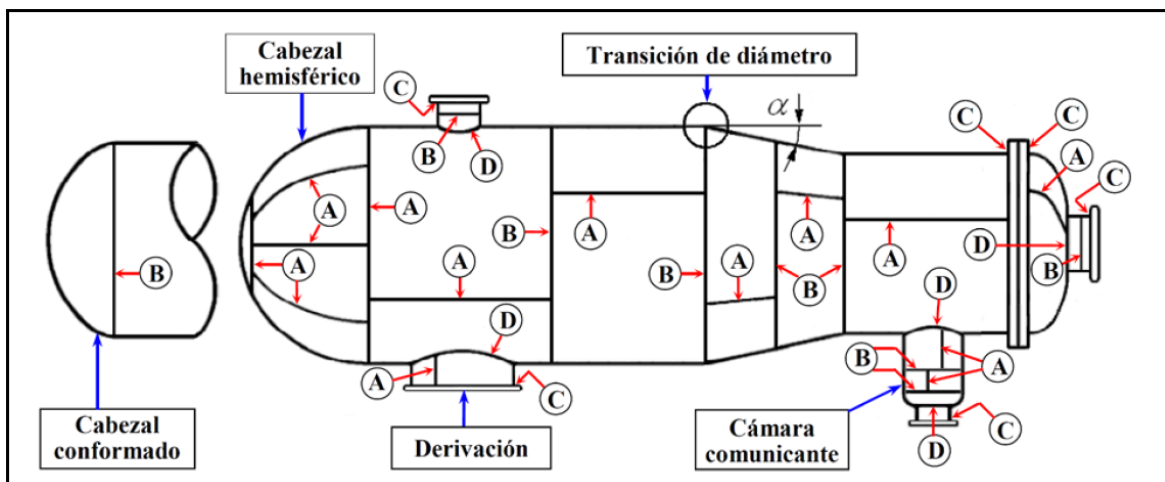 Cabezal
hemisférico
Transición de diámetro
C
B
D
α
C
C
A
C
D
B
A
A
A
B
A
B
A
B
A
A
B
D
A
C
D
B
A
D
C
Cabezal
conformado
Derivación
Cámara
comunicante